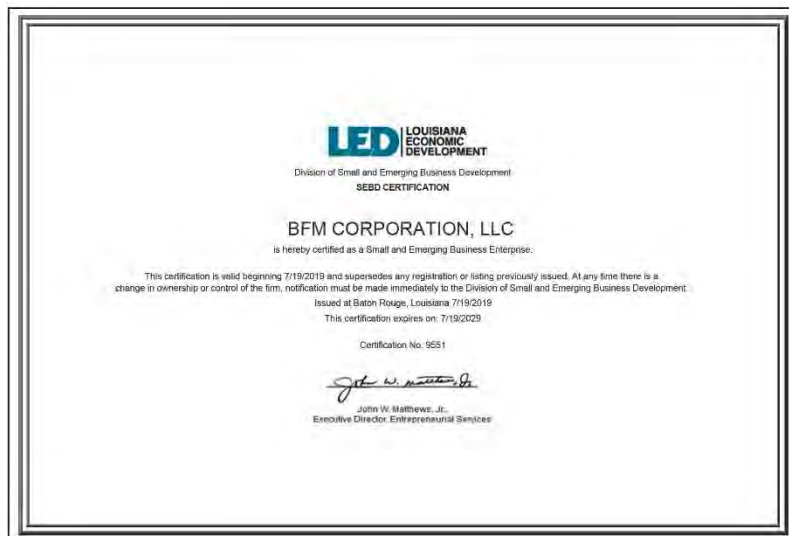 LED LOUISIANA
ECONOMIC
DEVELOPMENT
Division of Small and Emerging Business Development
SEBD CERTIFICATION
BFM CORPORATION, LLC
is hereby certified as a Small and Emerging Business Enterprise.
This certification is valid beginning 7/19/2019 and supersedes any registration or listing previously issued. At any time there is a
change in ownership or control of the firm, notification must be made immediately to the Division of Small and Emerging Business Development
Issued at Baton Rouge, Louisiana 7/19/2019
This certification expires on: 7/19/2029
Certification No. 9551
John W. Matthews, Jr.
John W. Matthews, Jr.,
Executive Director, Entrepreneurial Services